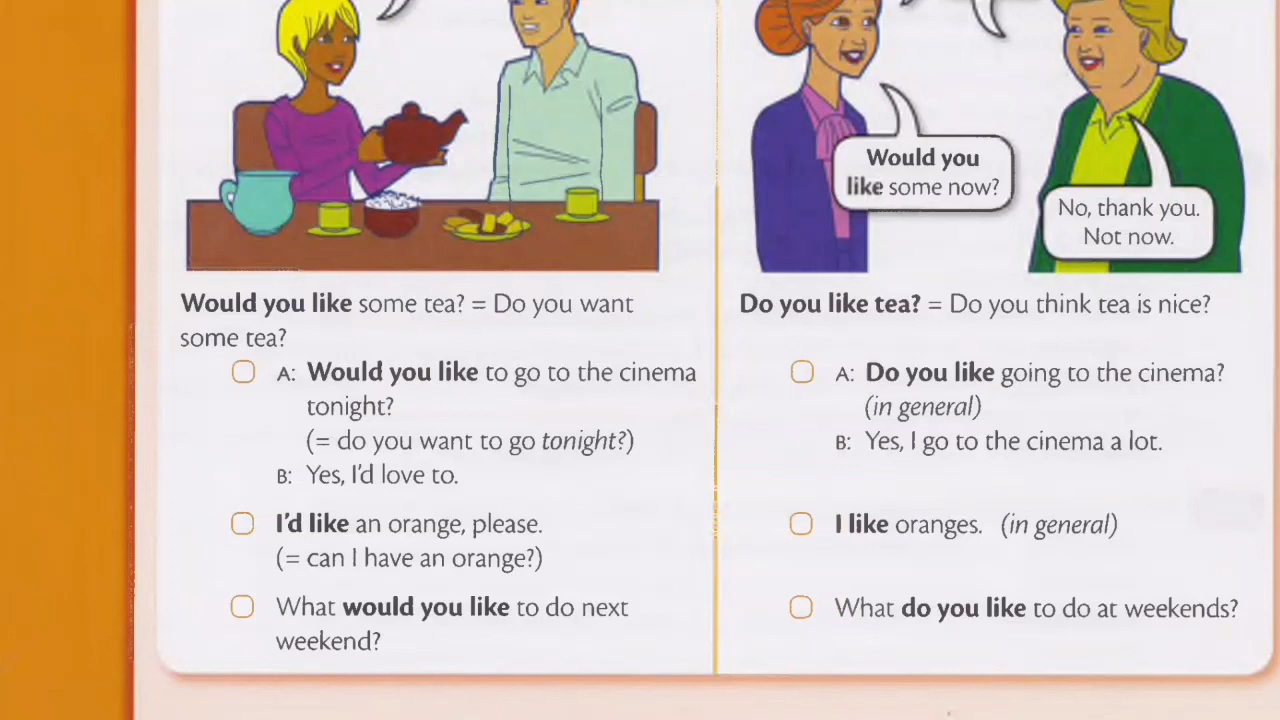 Would you
like some now?
No, thank you.
Not now.
Would you like some tea? = Do you want
some tea?
A: Would you like to go to the cinema
tonight?
(= do you want to go tonight?)
B: Yes, I'd love to.
I'd like an orange, please.
(= can I have an orange?)
What would you like to do next
weekend?
Do you like tea? = Do you think tea is nice?
A: Do you like going to the cinema?
(in general)
B: Yes, I go to the cinema a lot.
I like oranges. (in general)
What do you like to do at weekends?